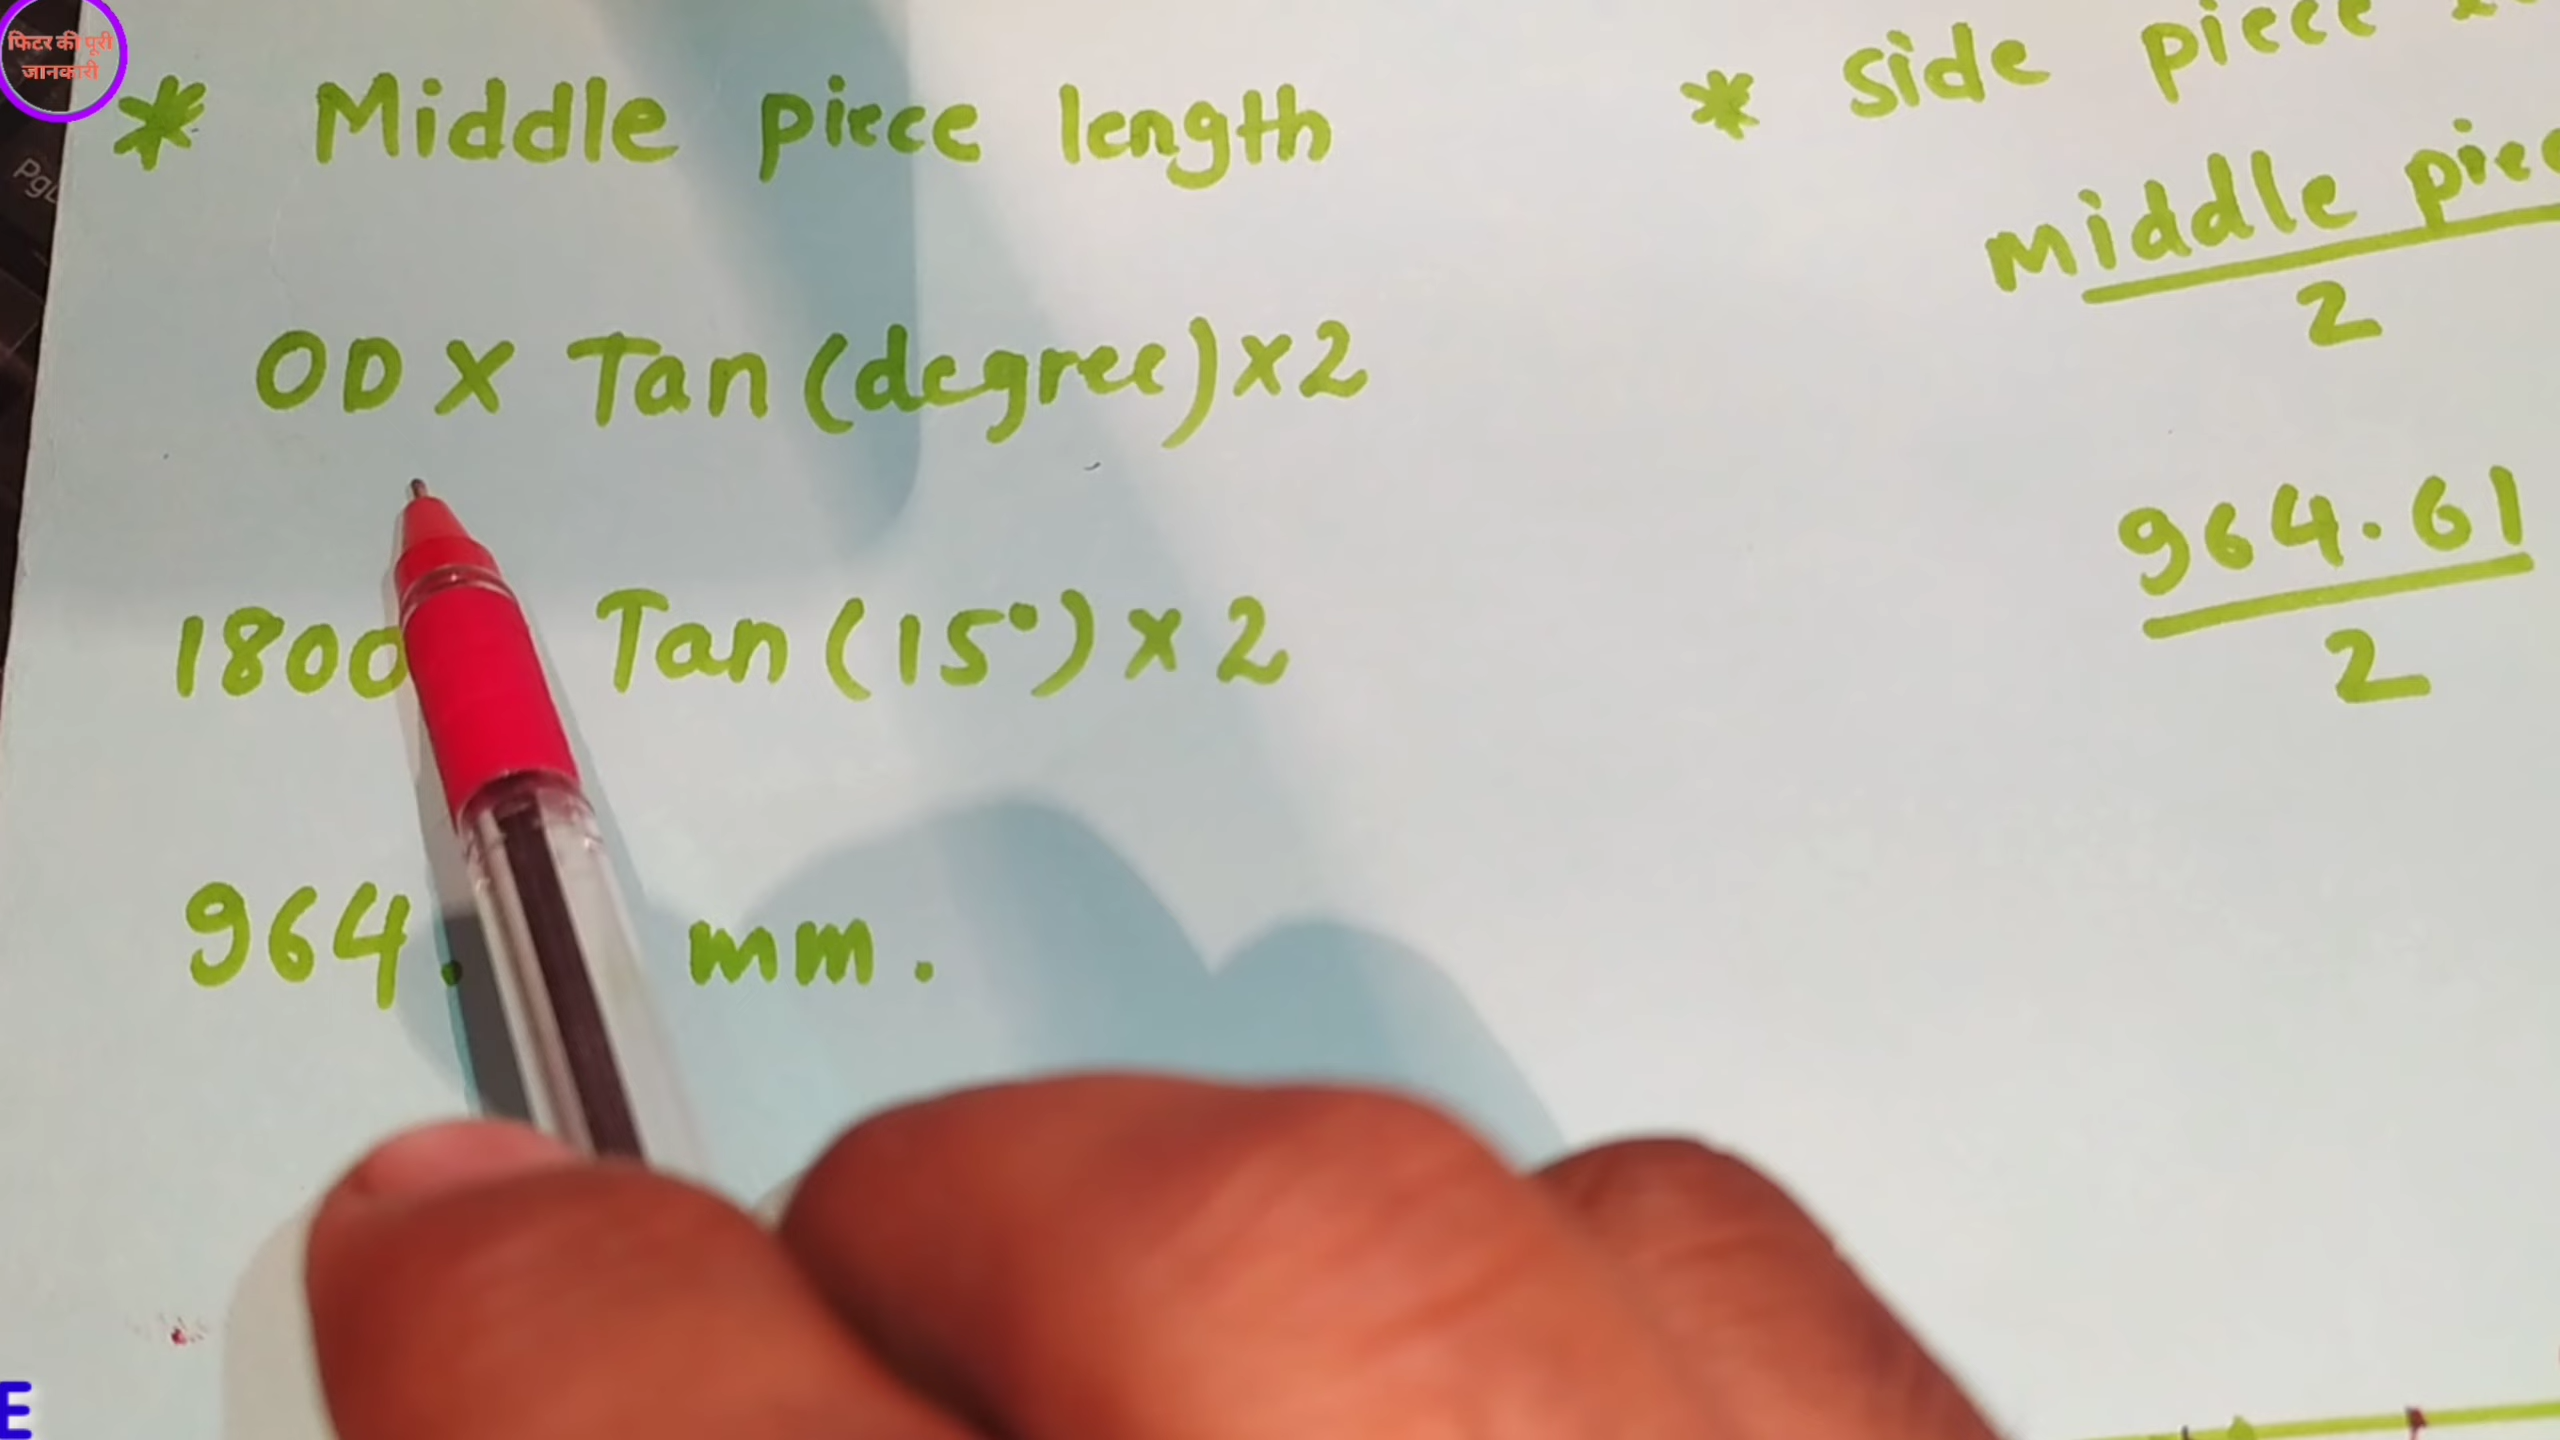 फिटर की पूरी
जानकारी
* Middle piece length
OD X Tan (degree) x 2
1800 Tan (15°) x 2
964. mm.
* Side piece
middle
2
964.61
2
E